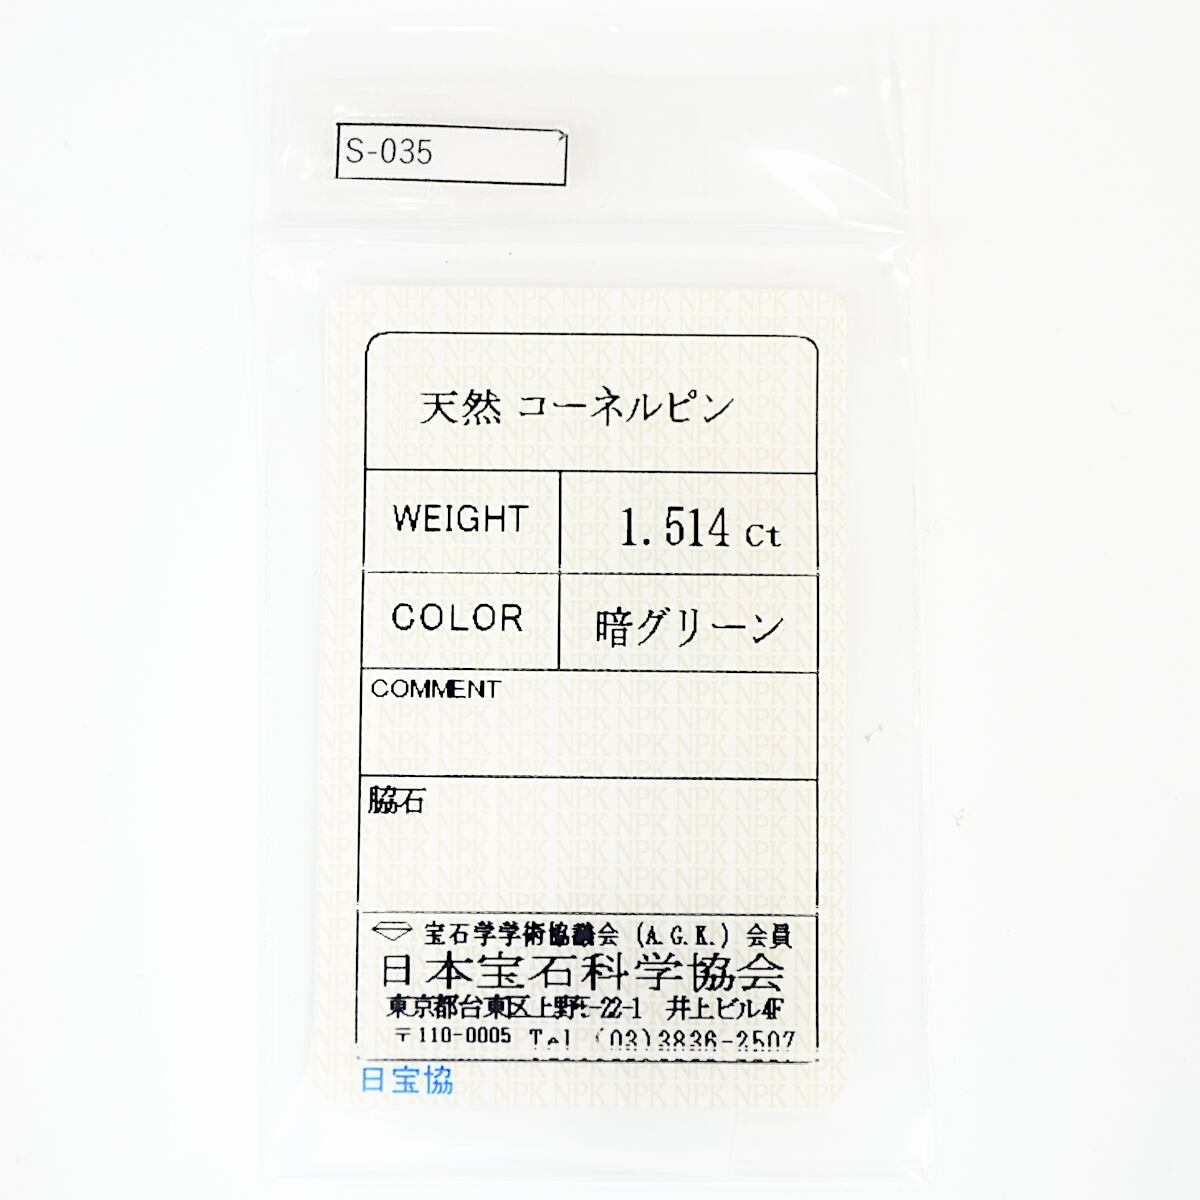 S-035
天然 コーネルピン
WEIGHT 1.514 ct
COLOR 暗グリーン
COMMENT
脇石
宝石学学術協議会 (A.G.K.) 会員
日本宝石科学協会
東京都台東区上野5-22-1 井上ビル4F
〒110-0005 Tel (03)3836-2507
日宝協